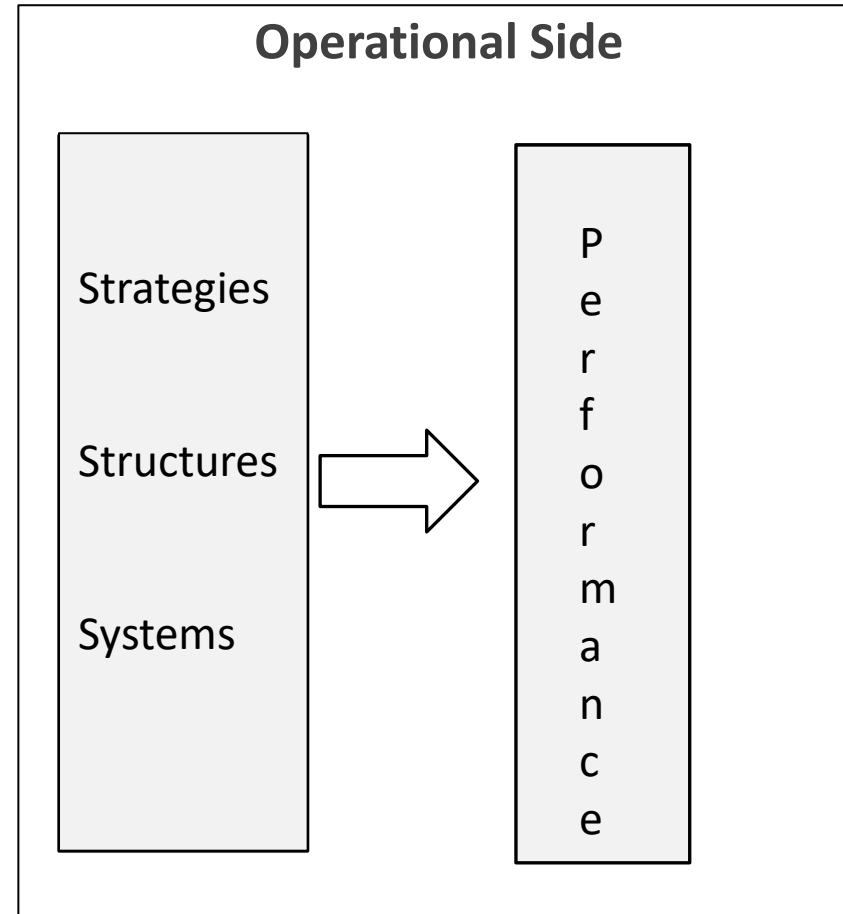 Operational Side
Strategies
Structures
Systems
P
e
r
f
o
r
m
a
n
c
e